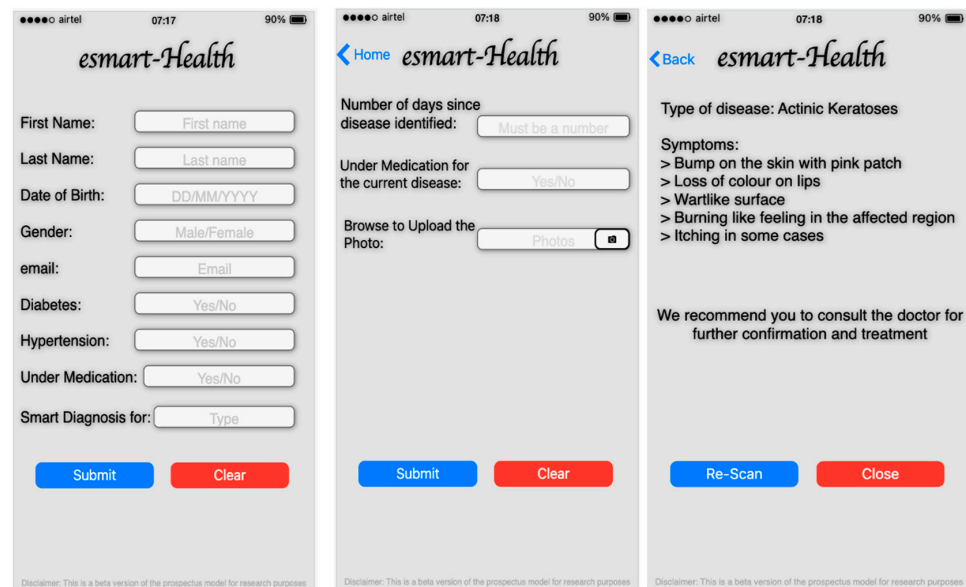 airtel 07:17 90%
esmart-Health
First Name: First name
Last Name: Last name
Date of Birth: DD/MM/YYYY
Gender: Male/Female
email: Email
Diabetes: Yes/No
Hypertension: Yes/No
Under Medication: Yes/No
Smart Diagnosis for: Type
Submit Clear
Disclaimer: This is a beta version of the prospectus model for research purposes
airtel 07:18 90%
Home esmart-Health
Number of days since
disease identified: Must be a number
Under Medication for
the current disease: Yes/No
Browse to Upload the
Photo: Photos
Submit Clear
Disclaimer: This is a beta version of the prospectus model for research purposes
airtel 07:18 90%
Back esmart-Health
Type of disease: Actinic Keratoses
Symptoms:
> Bump on the skin with pink patch
> Loss of colour on lips
> Wartlike surface
> Burning like feeling in the affected region
> Itching in some cases
We recommend you to consult the doctor for
further confirmation and treatment
Re-Scan Close
Disclaimer: This is a beta version of the prospectus model for research purposes